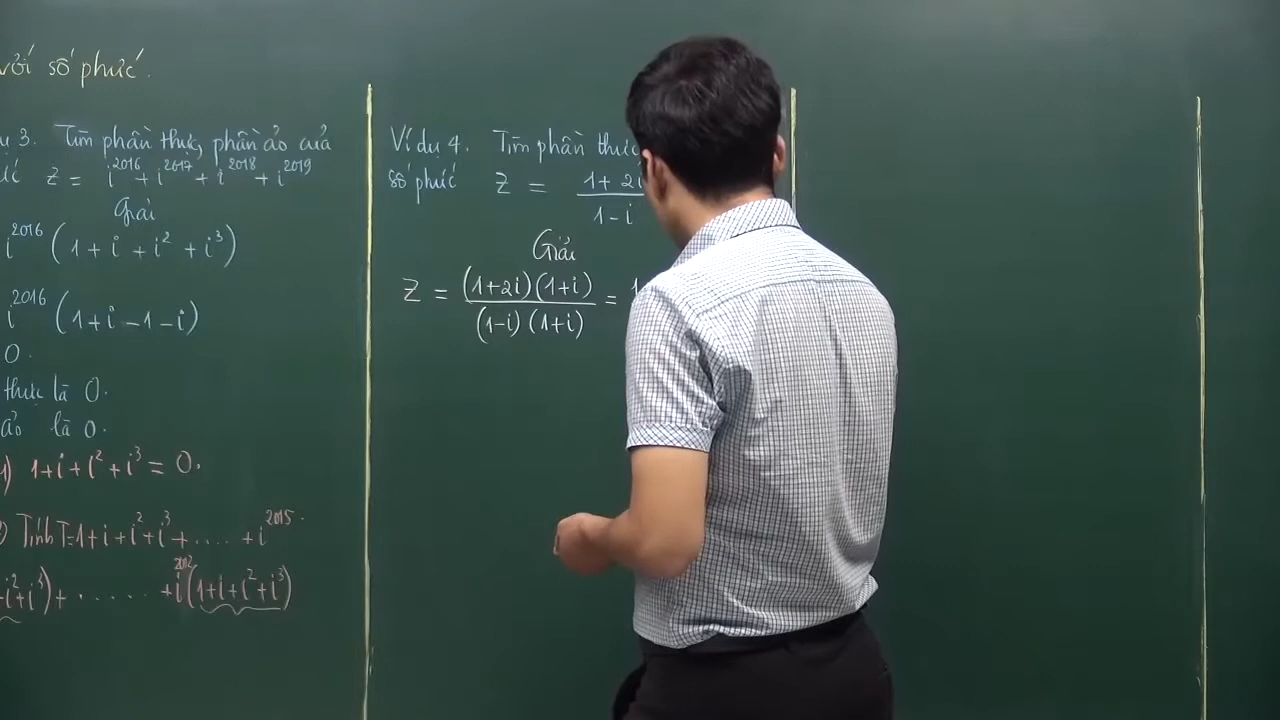 với số phức.
3. Tìm phần thực, phần ảo của
z = i^2016 + i^2017 + i^2018 + i^2019
Giải
i^2016 (1 + i + i^2 + i^3)
i^2016 (1+i -1-i)
0.
thực là 0.
ảo là 0.
1) 1+i+i^2+i^3 = 0.
Tính T=1+i+i^2+i^3+....+i^2015.
i^2+i^3)+......+i^2012(1+i+i^2+i^3)
Ví dụ 4. Tìm phần thực
số phức z = \frac{1+2i}{1-i}
Giải
z = \frac{(1+2i)(1+i)}{(1-i)(1+i)} =